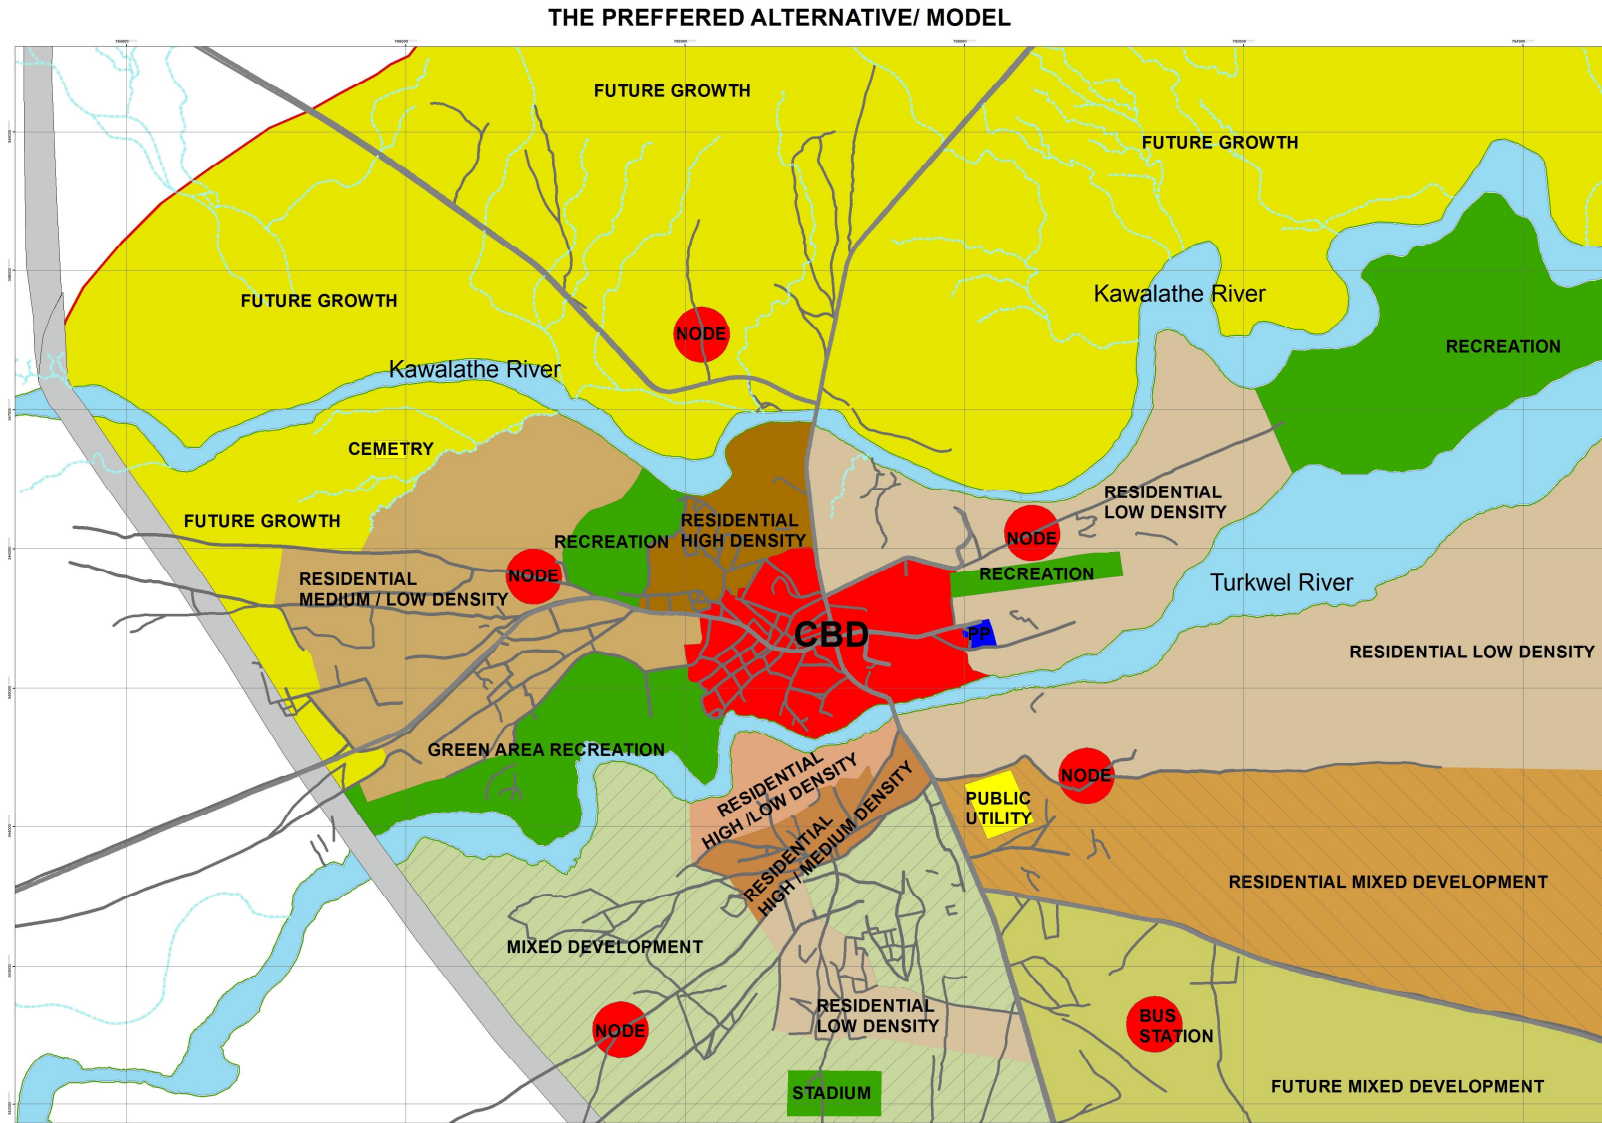 THE PREFFERED ALTERNATIVE/ MODEL
FUTURE GROWTH
FUTURE GROWTH
FUTURE GROWTH
Kawalathe River
NODE
RECREATION
Kawalathe River
CEMETRY
RESIDENTIAL
LOW DENSITY
FUTURE GROWTH
RESIDENTIAL
HIGH DENSITY
RECREATION
NODE
NODE
RECREATION
RESIDENTIAL
MEDIUM / LOW DENSITY
Turkwel River
CBD
PP
RESIDENTIAL LOW DENSITY
GREEN AREA RECREATION
RESIDENTIAL
HIGH /LOW DENSITY
NODE
PUBLIC
UTILITY
RESIDENTIAL
HIGH / MEDIUM DENSITY
RESIDENTIAL MIXED DEVELOPMENT
MIXED DEVELOPMENT
RESIDENTIAL
LOW DENSITY
NODE
BUS
STATION
STADIUM
FUTURE MIXED DEVELOPMENT